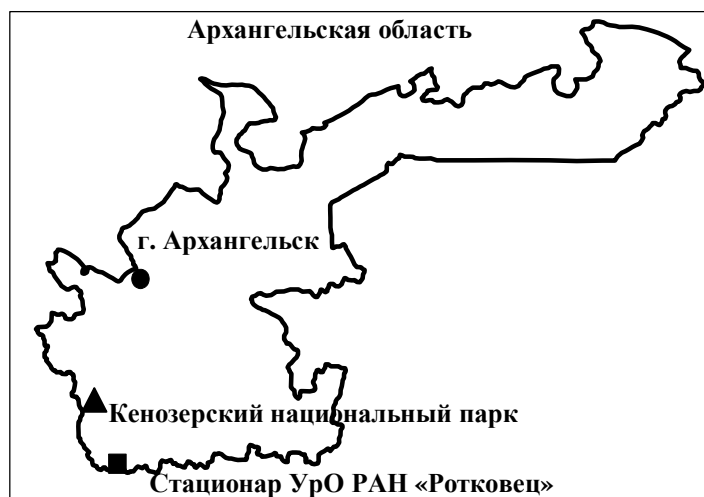 Архангельская область
г. Архангельск
Кенозерский национальный парк
Стационар УрО РАН «Ротковец»